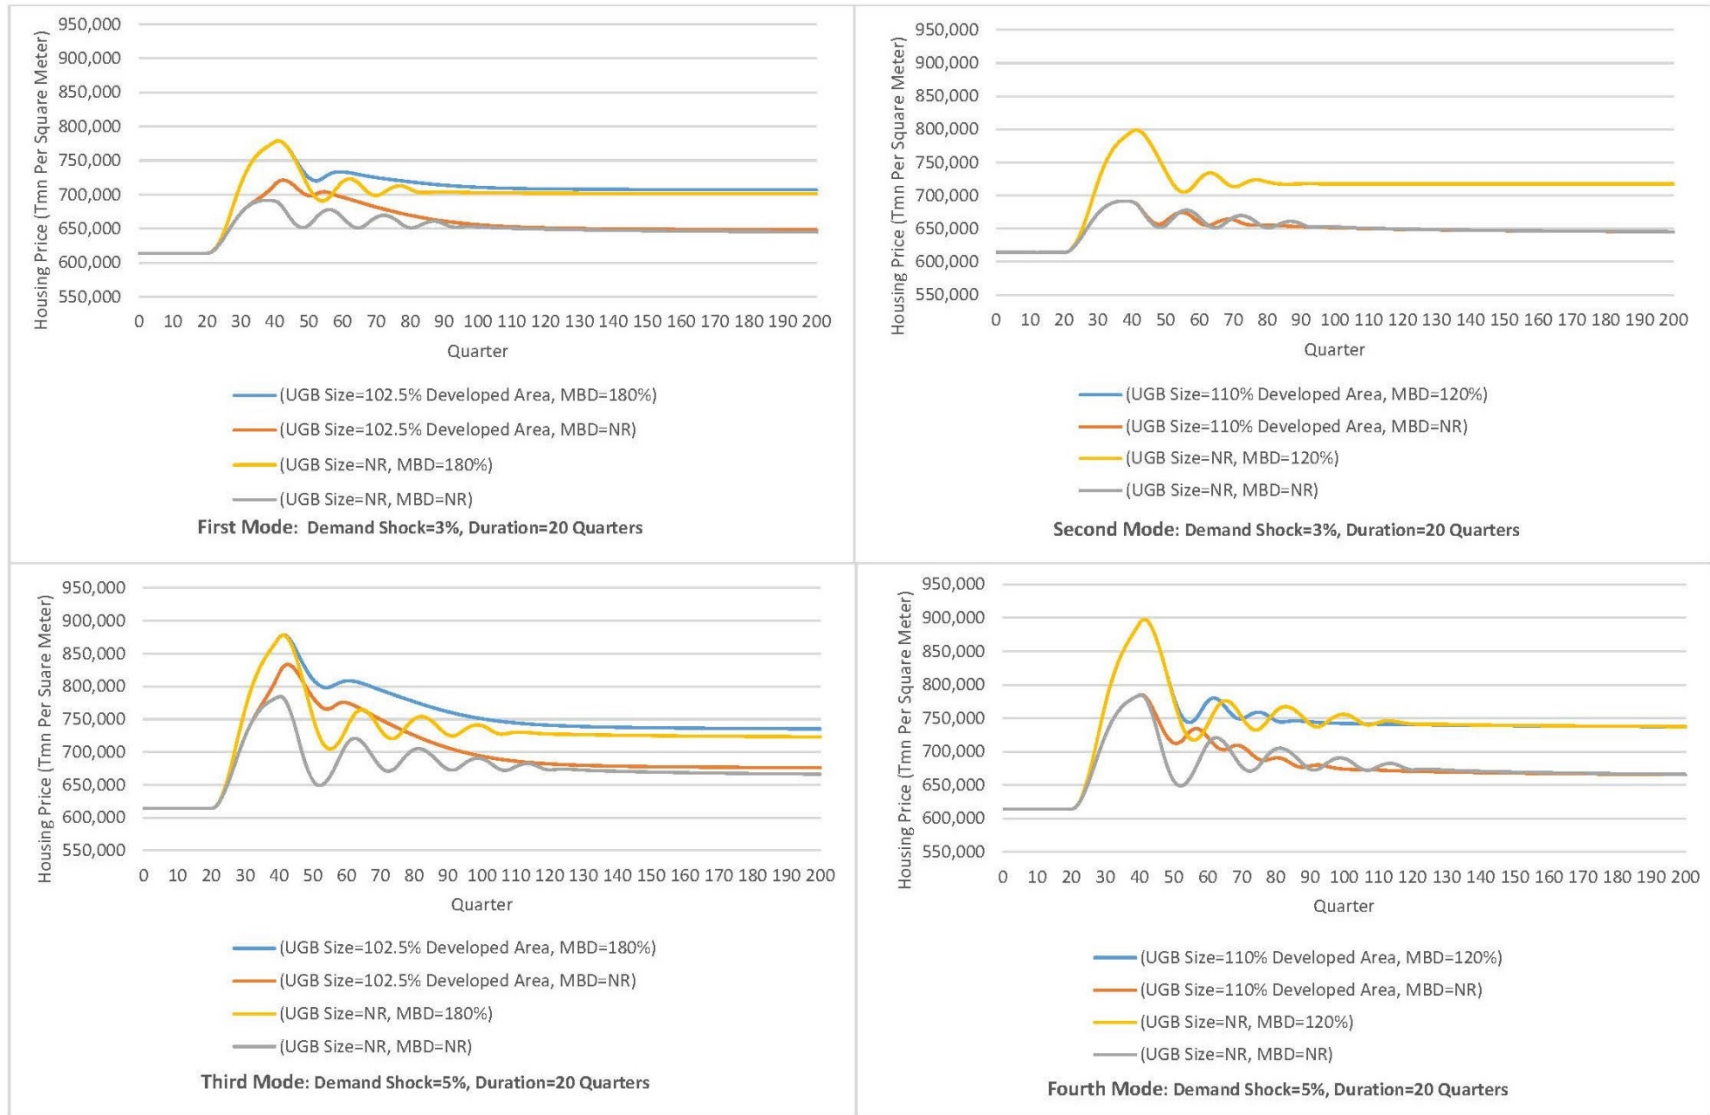 Housing Price (Tmn Per Square Meter)
950,000
900,000
850,000
800,000
750,000
700,000
650,000
600,000
550,000
0 10 20 30 40 50 60 70 80 90 100 110 120 130 140 150 160 170 180 190 200
Quarter
(UGB Size=102.5% Developed Area, MBD=180%)
(UGB Size=102.5% Developed Area, MBD=NR)
(UGB Size=NR, MBD=180%)
(UGB Size=NR, MBD=NR)
First Mode: Demand Shock=3%, Duration=20 Quarters
Housing Price (Tmn Per Square Meter)
950,000
900,000
850,000
800,000
750,000
700,000
650,000
600,000
550,000
0 10 20 30 40 50 60 70 80 90 100 110 120 130 140 150 160 170 180 190 200
Quarter
(UGB Size=110% Developed Area, MBD=120%)
(UGB Size=110% Developed Area, MBD=NR)
(UGB Size=NR, MBD=120%)
(UGB Size=NR, MBD=NR)
Second Mode: Demand Shock=3%, Duration=20 Quarters
Housing Price (Tmn Per Suare Meter)
950,000
900,000
850,000
800,000
750,000
700,000
650,000
600,000
550,000
0 10 20 30 40 50 60 70 80 90 100 110 120 130 140 150 160 170 180 190 200
Quarter
(UGB Size=102.5% Developed Area, MBD=180%)
(UGB Size=102.5% Developed Area, MBD=NR)
(UGB Size=NR, MBD=180%)
(UGB Size=NR, MBD=NR)
Third Mode: Demand Shock=5%, Duration=20 Quarters
Housing Price (Tmn Per Square Meter)
950,000
900,000
850,000
800,000
750,000
700,000
650,000
600,000
550,000
0 10 20 30 40 50 60 70 80 90 100 110 120 130 140 150 160 170 180 190 200
Quarter
(UGB Size=110% Developed Area, MBD=120%)
(UGB Size=110% Developed Area, MBD=NR)
(UGB Size=NR, MBD=120%)
(UGB Size=NR, MBD=NR)
Fourth Mode: Demand Shock=5%, Duration=20 Quarters